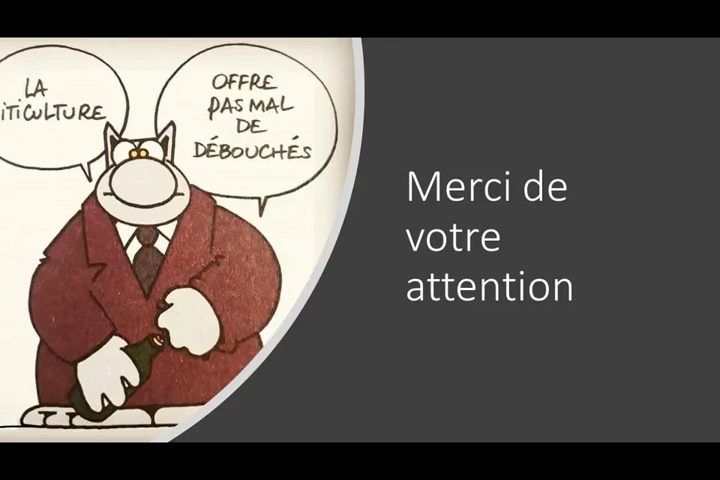 LA
ITICULTURE
OFFRE
PAS MAL
DE
DÉBOUCHÉS
Merci de
votre
attention